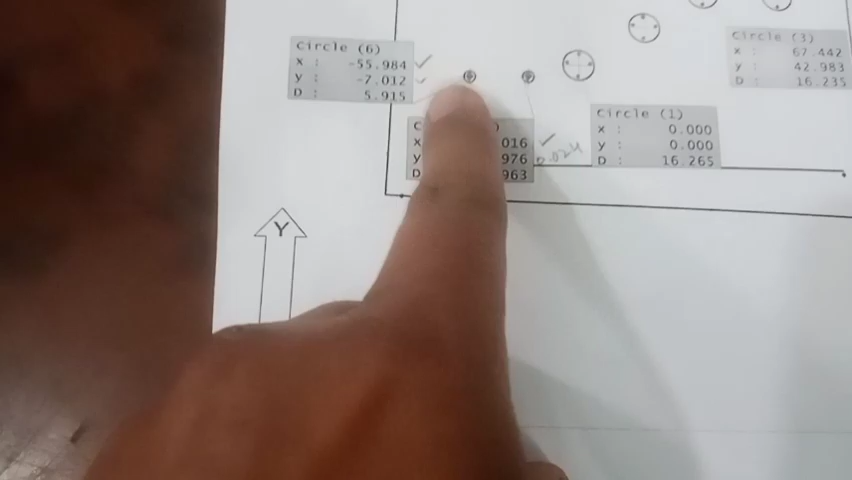 Circle (6)
x : -55.984
y : -7.012
D : 5.915
Circle (3)
x : 67.442
y : 42.983
D : 16.235
C )
x 016
y 976
D 963
0.024
Circle (1)
x : 0.000
y : 0.000
D : 16.265
Y